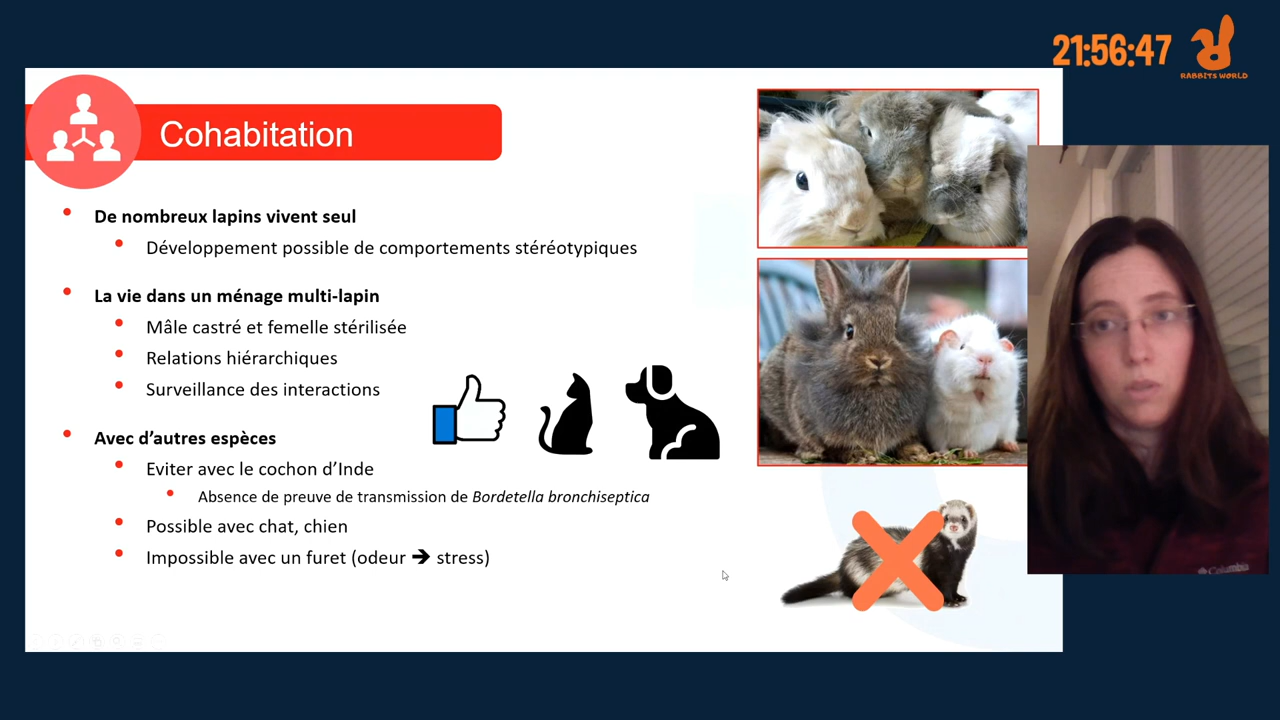 21:56:47
RABBITS WORLD
Cohabitation
De nombreux lapins vivent seul
Développement possible de comportements stéréotypiques
La vie dans un ménage multi-lapin
Mâle castré et femelle stérilisée
Relations hiérarchiques
Surveillance des interactions
Avec d’autres espèces
Eviter avec le cochon d’Inde
Absence de preuve de transmission de Bordetella bronchiseptica
Possible avec chat, chien
Impossible avec un furet (odeur ➔ stress)
Columbia